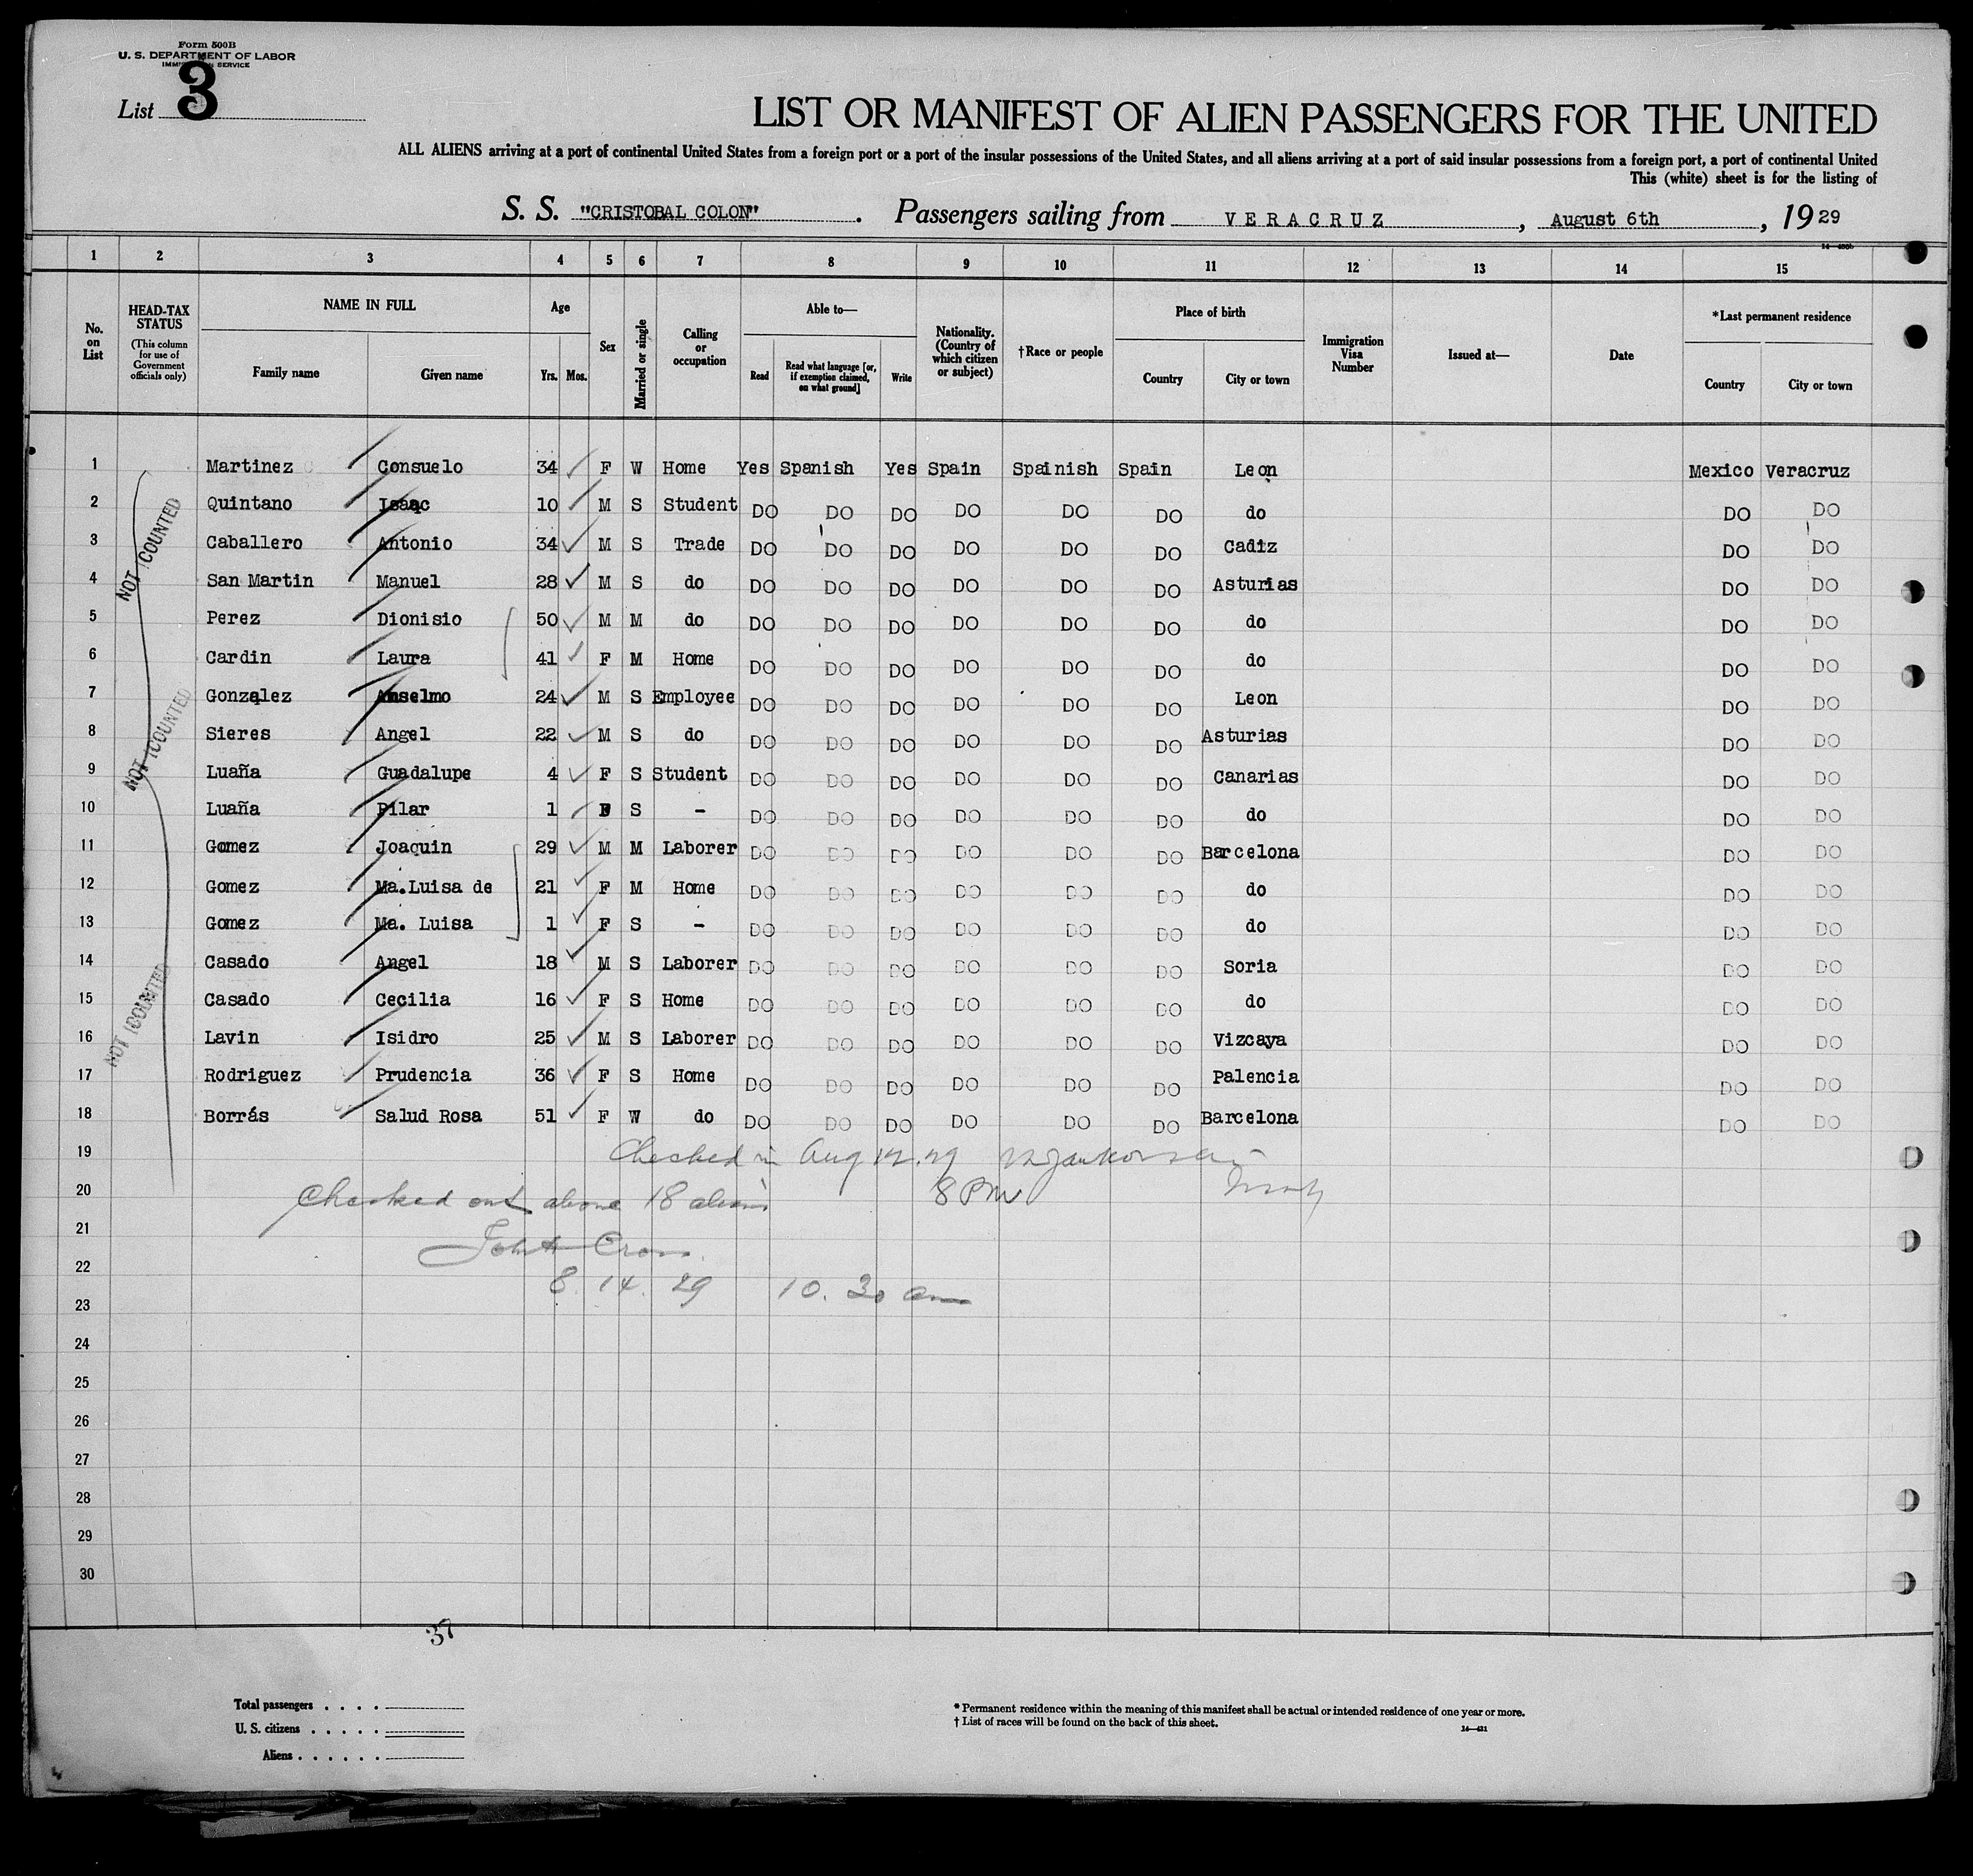 Form 500B
U. S. DEPARTMENT OF LABOR
IMMIGRATION SERVICE
List 3
LIST OR MANIFEST OF ALIEN PASSENGERS FOR THE UNITED
ALL ALIENS arriving at a port of continental United States from a foreign port or a port of the insular possessions of the United States, and all aliens arriving at a port of said insular possessions from a foreign port, a port of continental United
This (white) sheet is for the listing of
S. S. "CRISTOBAL COLON". Passengers sailing from VERACRUZ, August 6th, 1929
1 2 3 4 5 6 7 8 9 10 11 12 13 14 15
No. on List
HEAD-TAX STATUS (This column for use of Government officials only)
NAME IN FULL
Family name Given name
Age
Yrs. Mos.
Sex
Married or single
Calling or occupation
Able to—
Read Read what language [or, if exemption claimed, on what ground] Write
Nationality. (Country of which citizen or subject)
†Race or people
Place of birth
Country City or town
Immigration Visa Number
Issued at—
Date
*Last permanent residence
Country City or town
1 Martinez Consuelo 34 F W Home Yes Spanish Yes Spain Spainish Spain Leon Mexico Veracruz
2 Quintano Isaac 10 M S Student DO DO DO DO DO DO do DO DO
3 Caballero Antonio 34 M S Trade DO DO DO DO DO DO Cadiz DO DO
4 San Martin Manuel 28 M S do DO DO DO DO DO DO Asturias DO DO
5 Perez Dionisio 50 M M do DO DO DO DO DO DO do DO DO
6 Cardin Laura 41 F M Home DO DO DO DO DO DO do DO DO
7 Gonzalez Anselmo 24 M S Employee DO DO DO DO DO DO Leon DO DO
8 Sieres Angel 22 M S do DO DO DO DO DO DO Asturias DO DO
9 Luaña Guadalupe 4 F S Student DO DO DO DO DO DO Canarias DO DO
10 Luaña Pilar 1 F S - DO DO DO DO DO DO do DO DO
11 Gomez Joaquin 29 M M Laborer DO DO DO DO DO DO Barcelona DO DO
12 Gomez Ma.Luisa de 21 F M Home DO DO DO DO DO DO do DO DO
13 Gomez Ma. Luisa 1 F S - DO DO DO DO DO DO do DO DO
14 Casado Angel 18 M S Laborer DO DO DO DO DO DO Soria DO DO
15 Casado Cecilia 16 F S Home DO DO DO DO DO DO do DO DO
16 Lavin Isidro 25 M S Laborer DO DO DO DO DO DO Vizcaya DO DO
17 Rodriguez Prudencia 36 F S Home DO DO DO DO DO DO Palencia DO DO
18 Borrás Salud Rosa 51 F W do DO DO DO DO DO DO Barcelona DO DO
NOT COUNTED
NOT COUNTED
NOT COUNTED
19 Checked in Aug 12.29
20 Checked out above 18 aliens 8 PM
21 John Cross
22 8. 14. 29 10. 30 am
23
24
25
26
27
28
29
30
37
Total passengers . . . .
U. S. citizens . . . . .
Aliens . . . . . .
* Permanent residence within the meaning of this manifest shall be actual or intended residence of one year or more.
† List of races will be found on the back of this sheet.
14—431